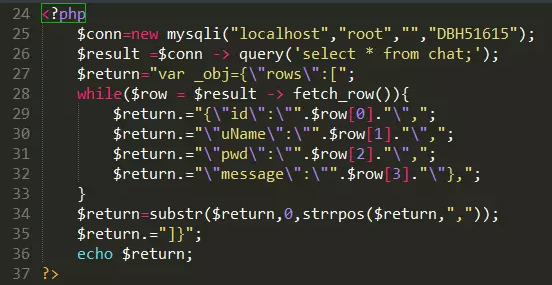 24 <?php
25 $conn=new mysqli("localhost","root","","DBH51615");
26 $result =$conn -> query('select * from chat;');
27 $return="var _obj={\"rows\":[";
28 while($row = $result -> fetch_row()){
29 $return.="{\"id\":\"".$row[0]."\",";
30 $return.="\"uName\":\"".$row[1]."\",";
31 $return.="\"pwd\":\"".$row[2]."\",";
32 $return.="\"message\":\"".$row[3]."\"},";
33 }
34 $return=substr($return,0,strrpos($return,","));
35 $return.="]}";
36 echo $return;
37 ?>